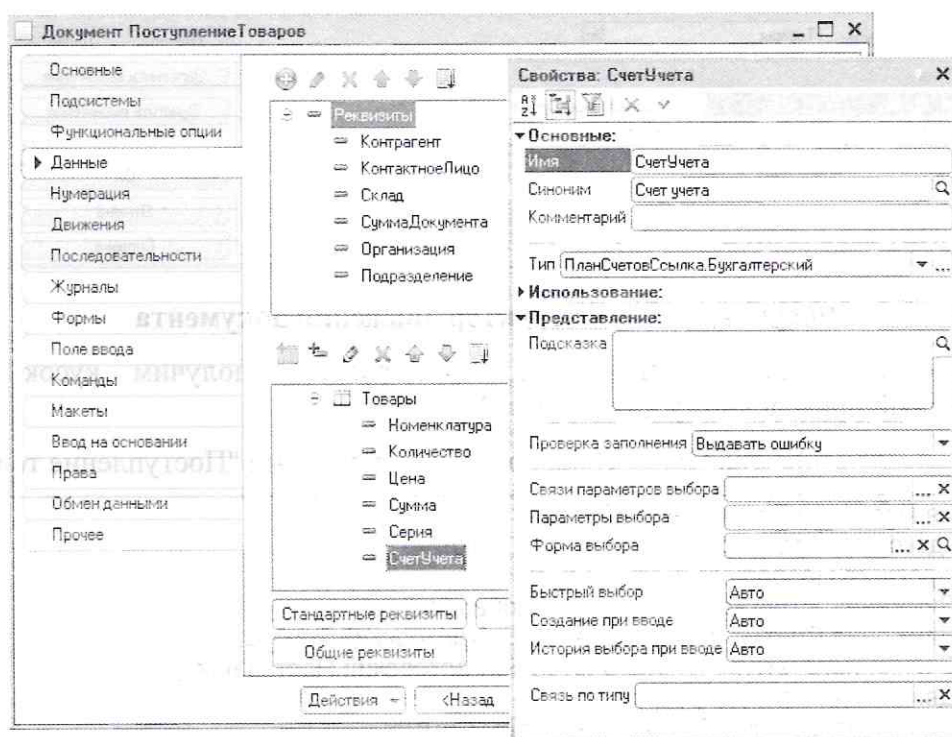 Документ ПоступлениеТоваров
Основные
Подсистемы
Функциональные опции
Данные
Нумерация
Движения
Последовательности
Журналы
Формы
Поле ввода
Команды
Макеты
Ввод на основании
Права
Обмен данными
Прочее
Реквизиты
Контрагент
КонтактноеЛицо
Склад
СуммаДокумента
Организация
Подразделение
Товары
Номенклатура
Количество
Цена
Сумма
Серия
СчетУчета
Стандартные реквизиты
Общие реквизиты
Действия
<Назад
Свойства: СчетУчета
Основные:
Имя СчетУчета
Синоним Счет учета
Комментарий
Тип ПланСчетовСсылка.Бухгалтерский ...
Использование:
Представление:
Подсказка
Проверка заполнения Выдавать ошибку
Связи параметров выбора ...
Параметры выбора ...
Форма выбора ...
Быстрый выбор Авто
Создание при вводе Авто
История выбора при вводе Авто
Связь по типу ...